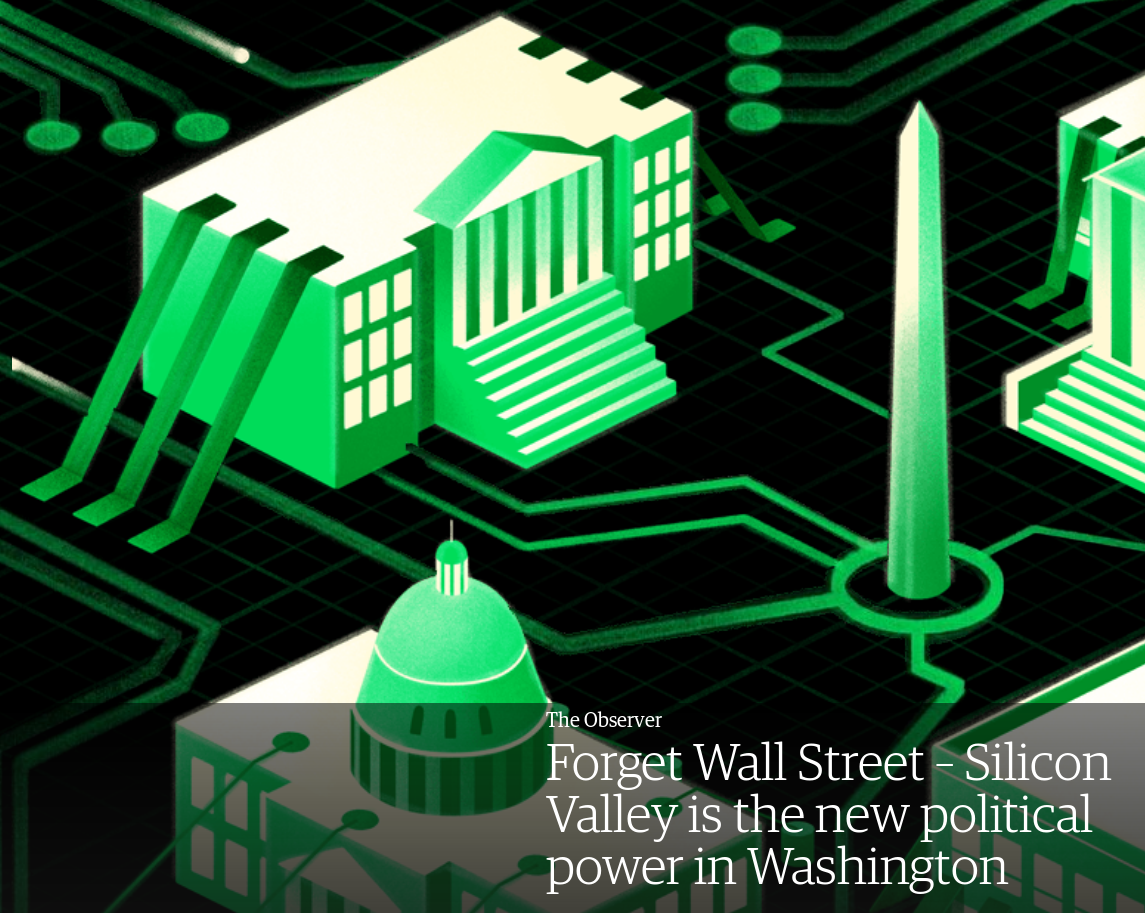 The Observer
Forget Wall Street – Silicon
Valley is the new political
power in Washington